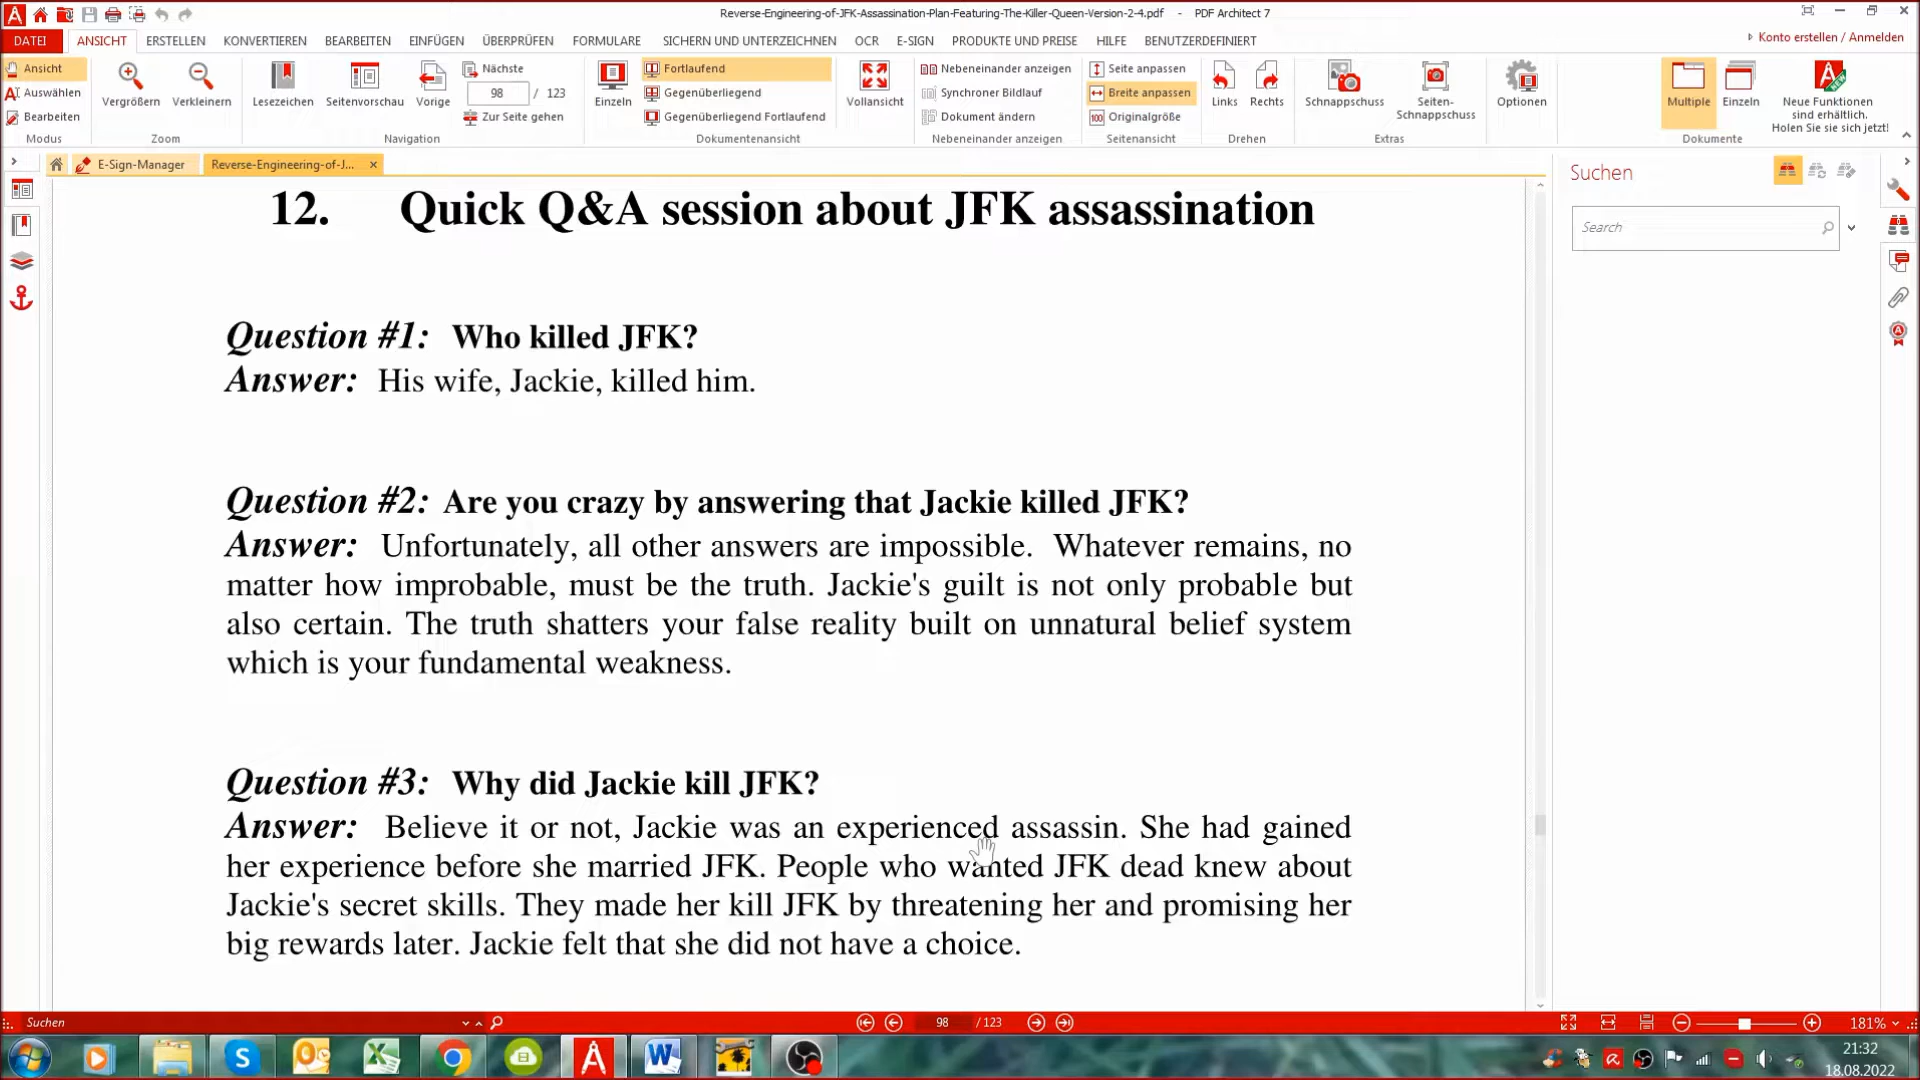 Reverse-Engineering-of-JFK-Assassination-Plan-Featuring-The-Killer-Queen-Version-2-4.pdf - PDF Architect 7
DATEI ANSICHT ERSTELLEN KONVERTIEREN BEARBEITEN EINFÜGEN ÜBERPRÜFEN FORMULARE SICHERN UND UNTERZEICHNEN OCR E-SIGN PRODUKTE UND PREISE HILFE BENUTZERDEFINIERT Konto erstellen / Anmelden
Ansicht
Auswählen
Bearbeiten
Modus
Vergrößern Verkleinern
Zoom
Lesezeichen Seitenvorschau Vorige
Nächste
98 / 123
Zur Seite gehen
Navigation
Einzeln
Fortlaufend
Gegenüberliegend
Gegenüberliegend Fortlaufend
Dokumentenansicht
Vollansicht
Nebeneinander anzeigen
Synchroner Bildlauf
Dokument ändern
Nebeneinander anzeigen
Seite anpassen
Breite anpassen
100 Originalgröße
Seitenansicht
Links Rechts
Drehen
Schnappschuss
Seiten-
Schnappschuss
Extras
Optionen
Multiple Einzeln
Dokumente
NEW
Neue Funktionen
sind erhältlich.
Holen Sie sie sich jetzt!
E-Sign-Manager
Reverse-Engineering-of-J...
Suchen
Search
12. Quick Q&A session about JFK assassination
Question #1: Who killed JFK?
Answer: His wife, Jackie, killed him.
Question #2: Are you crazy by answering that Jackie killed JFK?
Answer: Unfortunately, all other answers are impossible. Whatever remains, no
matter how improbable, must be the truth. Jackie's guilt is not only probable but
also certain. The truth shatters your false reality built on unnatural belief system
which is your fundamental weakness.
Question #3: Why did Jackie kill JFK?
Answer: Believe it or not, Jackie was an experienced assassin. She had gained
her experience before she married JFK. People who wanted JFK dead knew about
Jackie's secret skills. They made her kill JFK by threatening her and promising her
big rewards later. Jackie felt that she did not have a choice.
Suchen
98 / 123
181%
21:32
18.08.2022